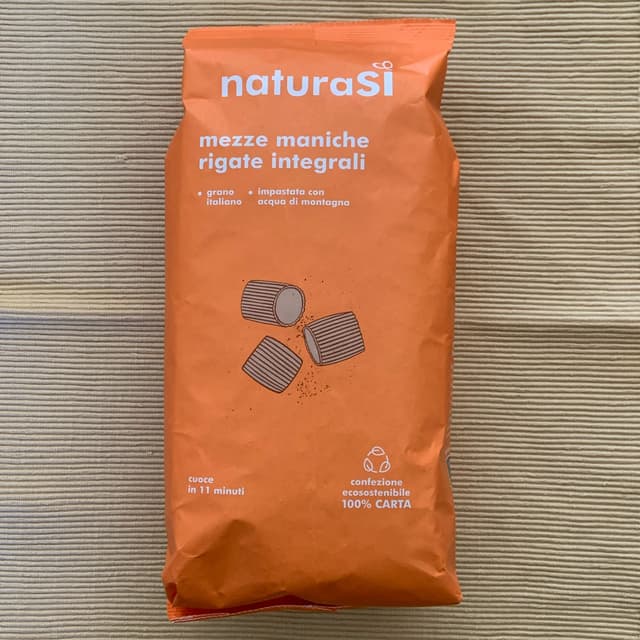 naturasì
mezze maniche
rigate integrali
• grano
italiano
• impastata con
acqua di montagna
cuoce
in 11 minuti
confezione
ecosostenibile
100% CARTA